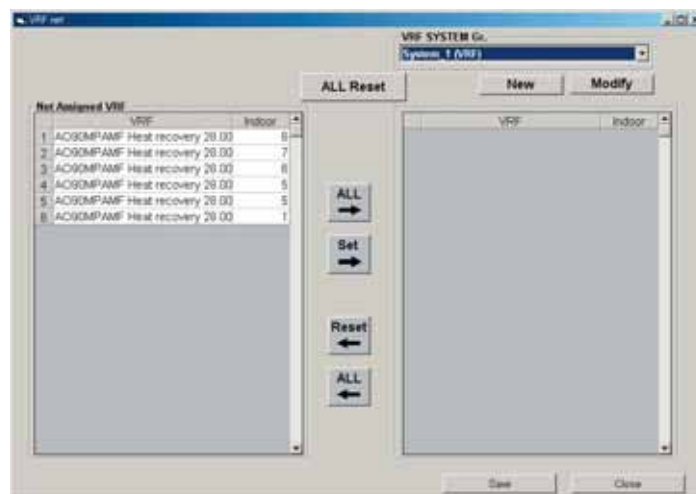 VRF net
VRF SYSTEM Gr.
System_1 (VRF)
ALL Reset
New
Modify
Not Assigned VRF
VRF Indoor
1 AO90MPAMF Heat recovery 28.00
2 AO90MPAMF Heat recovery 28.00 7
3 AO90MPAMF Heat recovery 28.00 6
4 AO90MPAMF Heat recovery 28.00 5
5 AO90MPAMF Heat recovery 28.00 5
6 AO90MPAMF Heat recovery 28.00 1
VRF Indoor
ALL
Set
Reset
ALL
Save
Close